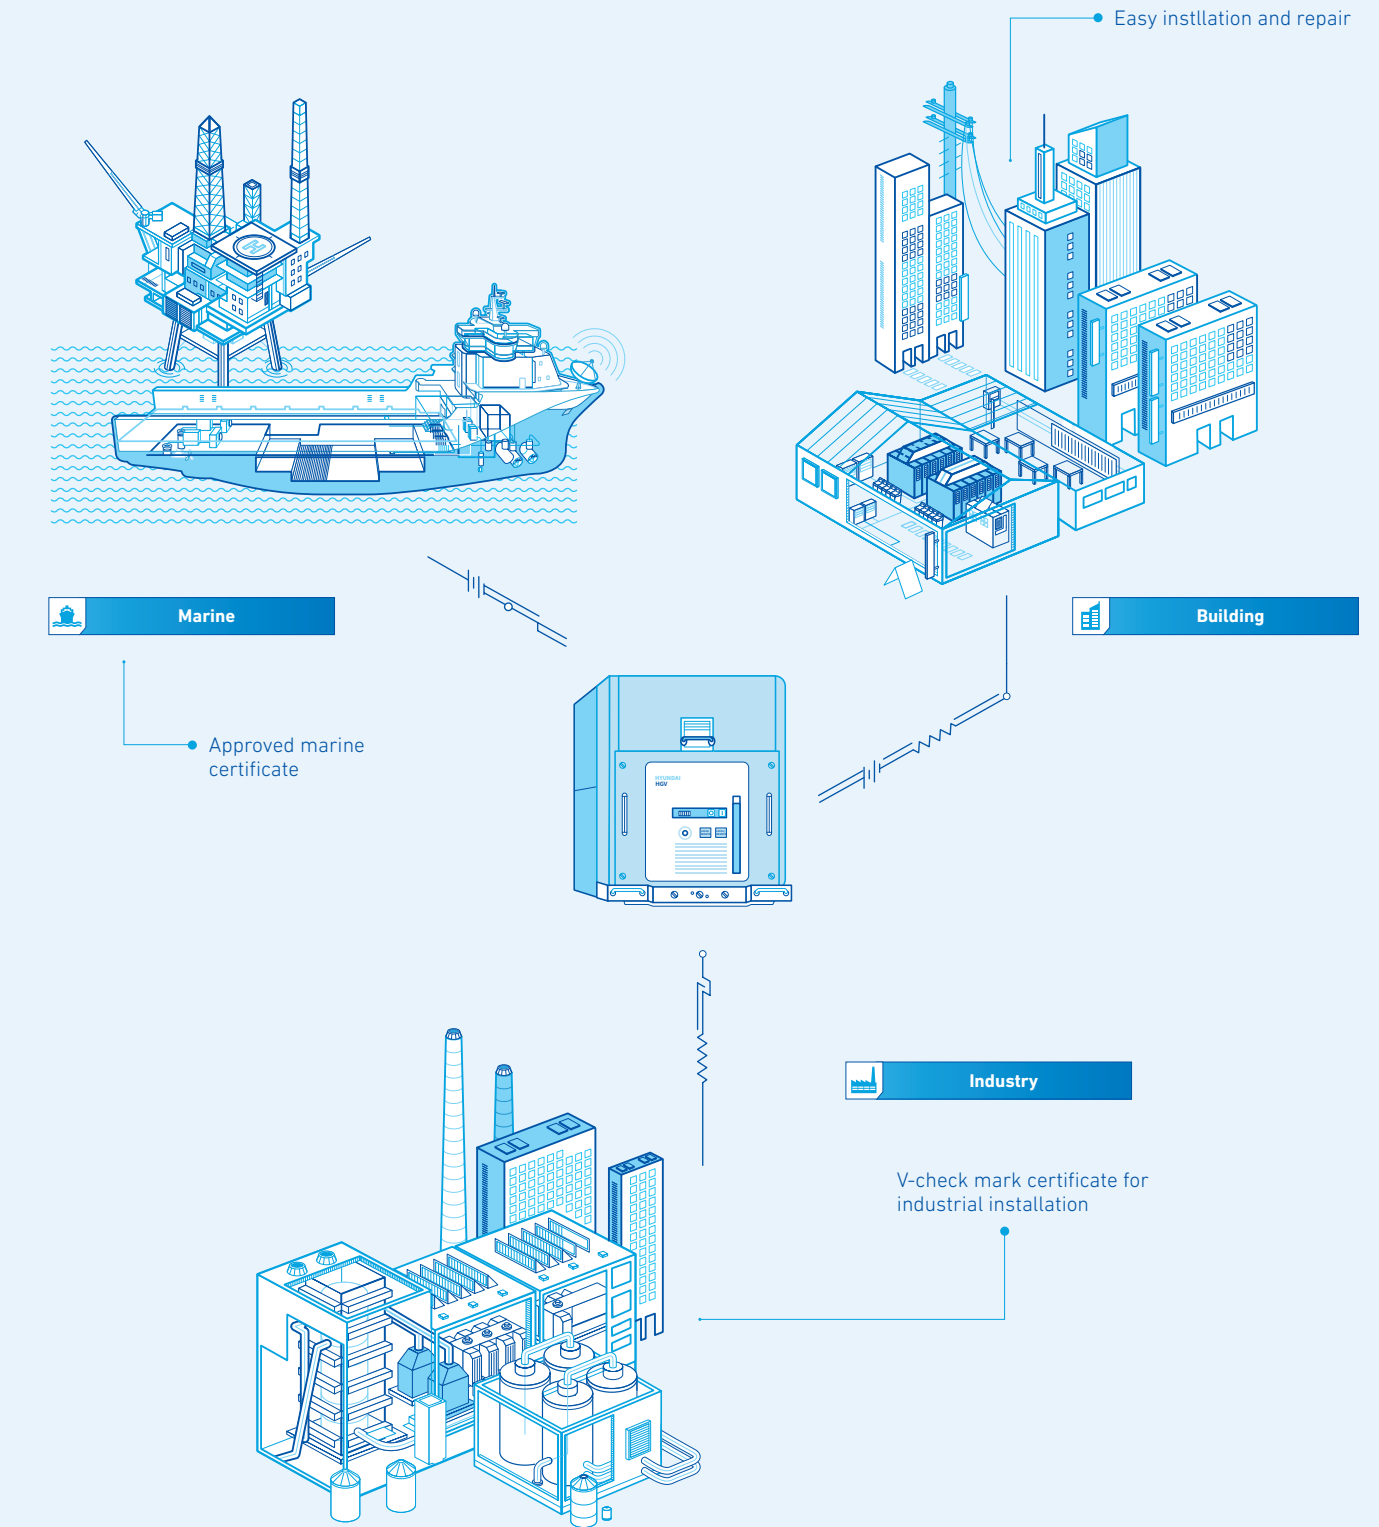 Easy instllation and repair
Marine
Building
Approved marine
certificate
HYUNDAI
HGV
Industry
V-check mark certificate for
industrial installation
H